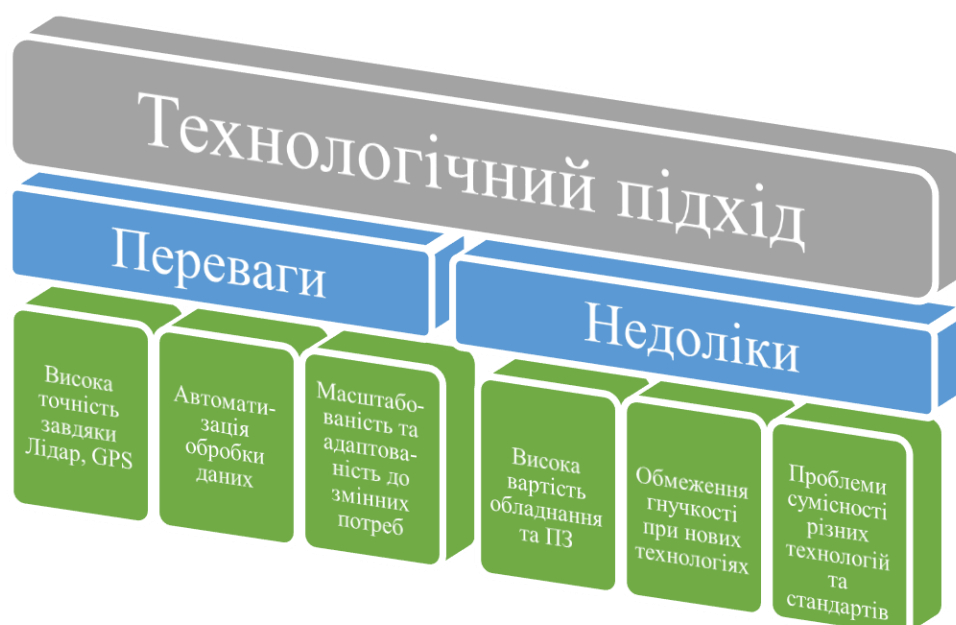 Технологічний підхід
Переваги
Недоліки
Висока
точність
завдяки
Лідар, GPS
Автомати-
зація
обробки
даних
Масштабо-
ваність та
адаптова-
ність до
змінних
потреб
Висока
вартість
обладнання
та ПЗ
Обмеження
гнучкості
при нових
технологіях
Проблеми
сумісності
різних
технологій
та
стандартів